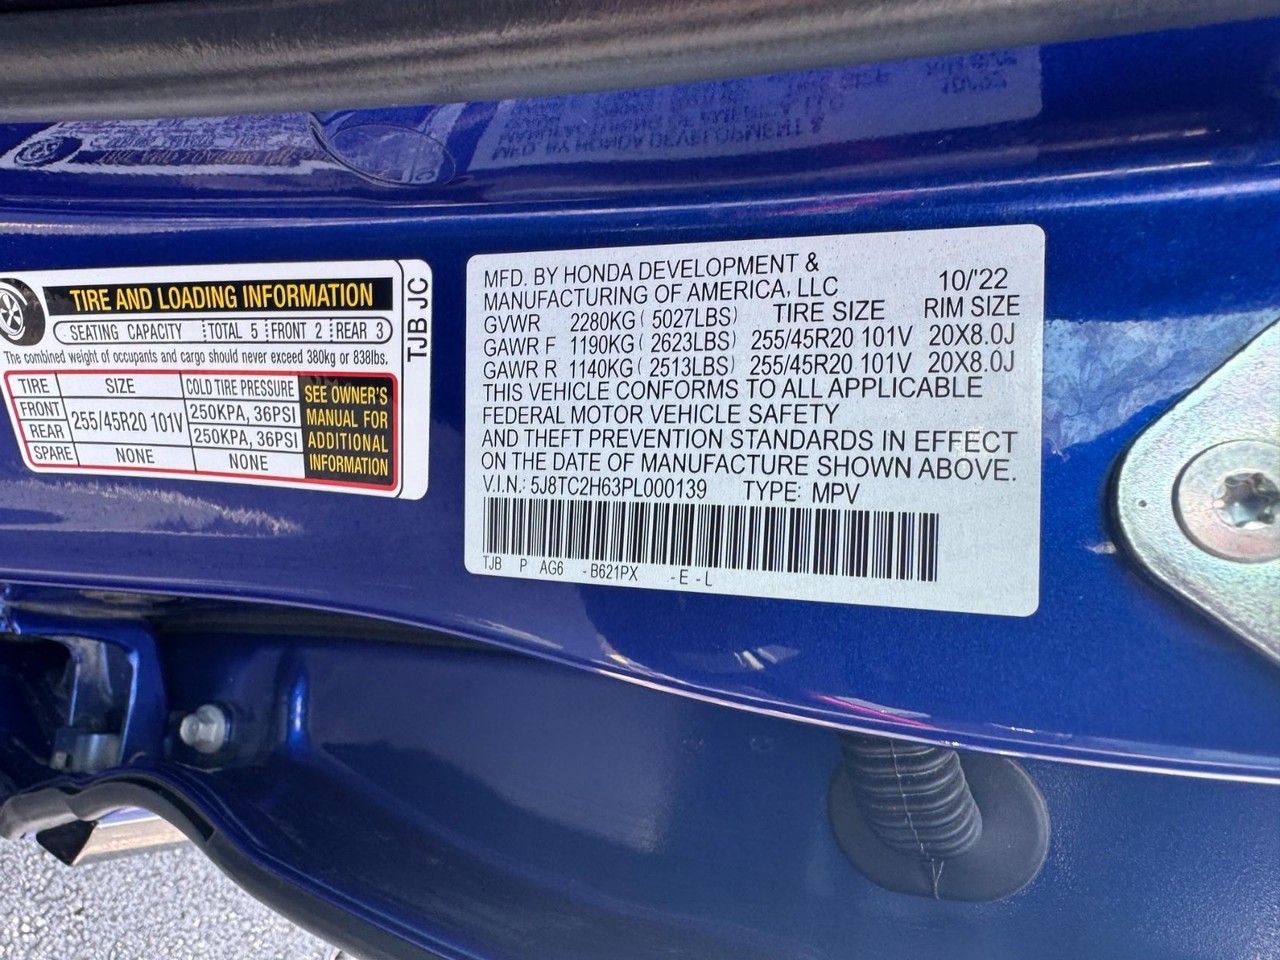 TIRE AND LOADING INFORMATION
SEATING CAPACITY TOTAL 5 FRONT 2 REAR 3
The combined weight of occupants and cargo should never exceed 380kg or 838lbs.
TIRE SIZE COLD TIRE PRESSURE
FRONT 255/45R20 101V 250KPA, 36PSI
REAR 250KPA, 36PSI
SPARE NONE NONE
SEE OWNER'S
MANUAL FOR
ADDITIONAL
INFORMATION
TJB JC
MFD. BY HONDA DEVELOPMENT &
MANUFACTURING OF AMERICA, LLC 10/'22
GVWR 2280KG ( 5027LBS) TIRE SIZE RIM SIZE
GAWR F 1190KG ( 2623LBS) 255/45R20 101V 20X8.0J
GAWR R 1140KG ( 2513LBS) 255/45R20 101V 20X8.0J
THIS VEHICLE CONFORMS TO ALL APPLICABLE
FEDERAL MOTOR VEHICLE SAFETY
AND THEFT PREVENTION STANDARDS IN EFFECT
ON THE DATE OF MANUFACTURE SHOWN ABOVE.
V.I.N.: 5J8TC2H63PL000139 TYPE: MPV
TJB P AG6 -B621PX -E-L